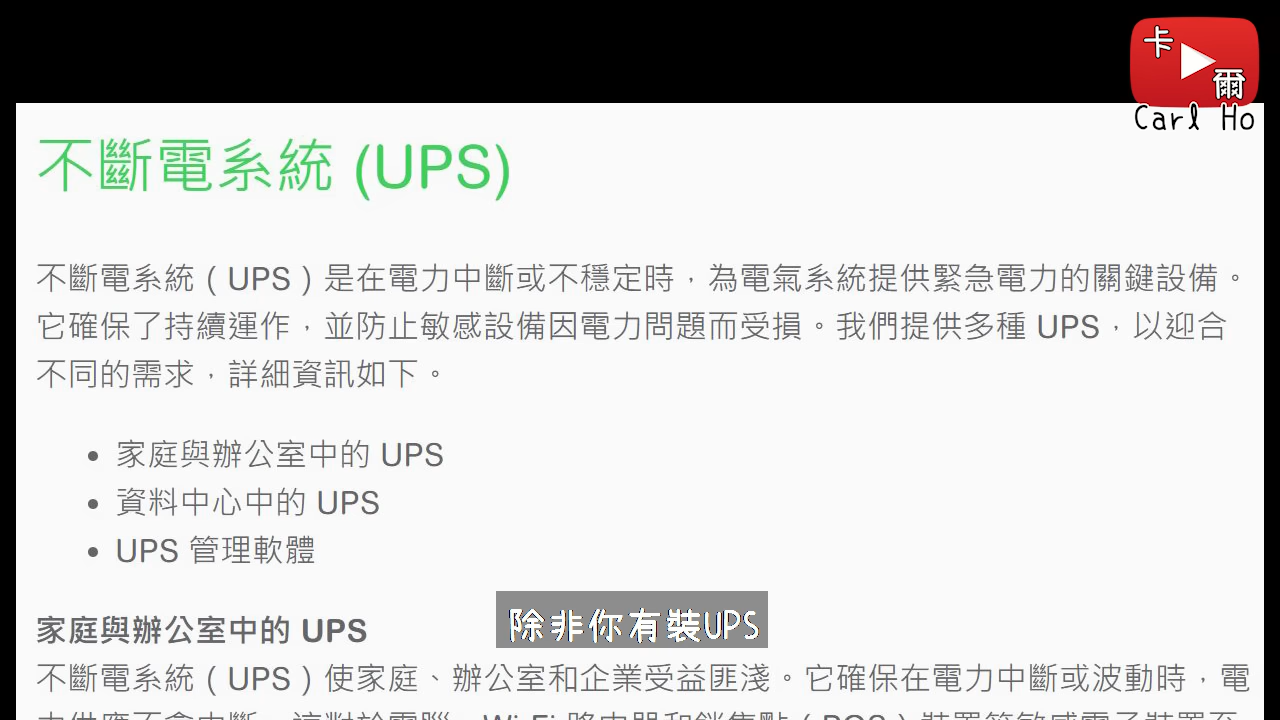 卡爾
Carl Ho
不斷電系統 (UPS)
不斷電系統（UPS）是在電力中斷或不穩定時，為電氣系統提供緊急電力的關鍵設備。
它確保了持續運作，並防止敏感設備因電力問題而受損。我們提供多種 UPS，以迎合
不同的需求，詳細資訊如下。
• 家庭與辦公室中的 UPS
• 資料中心中的 UPS
• UPS 管理軟體
除非你有裝UPS
家庭與辦公室中的 UPS
不斷電系統（UPS）使家庭、辦公室和企業受益匪淺。它確保在電力中斷或波動時，電